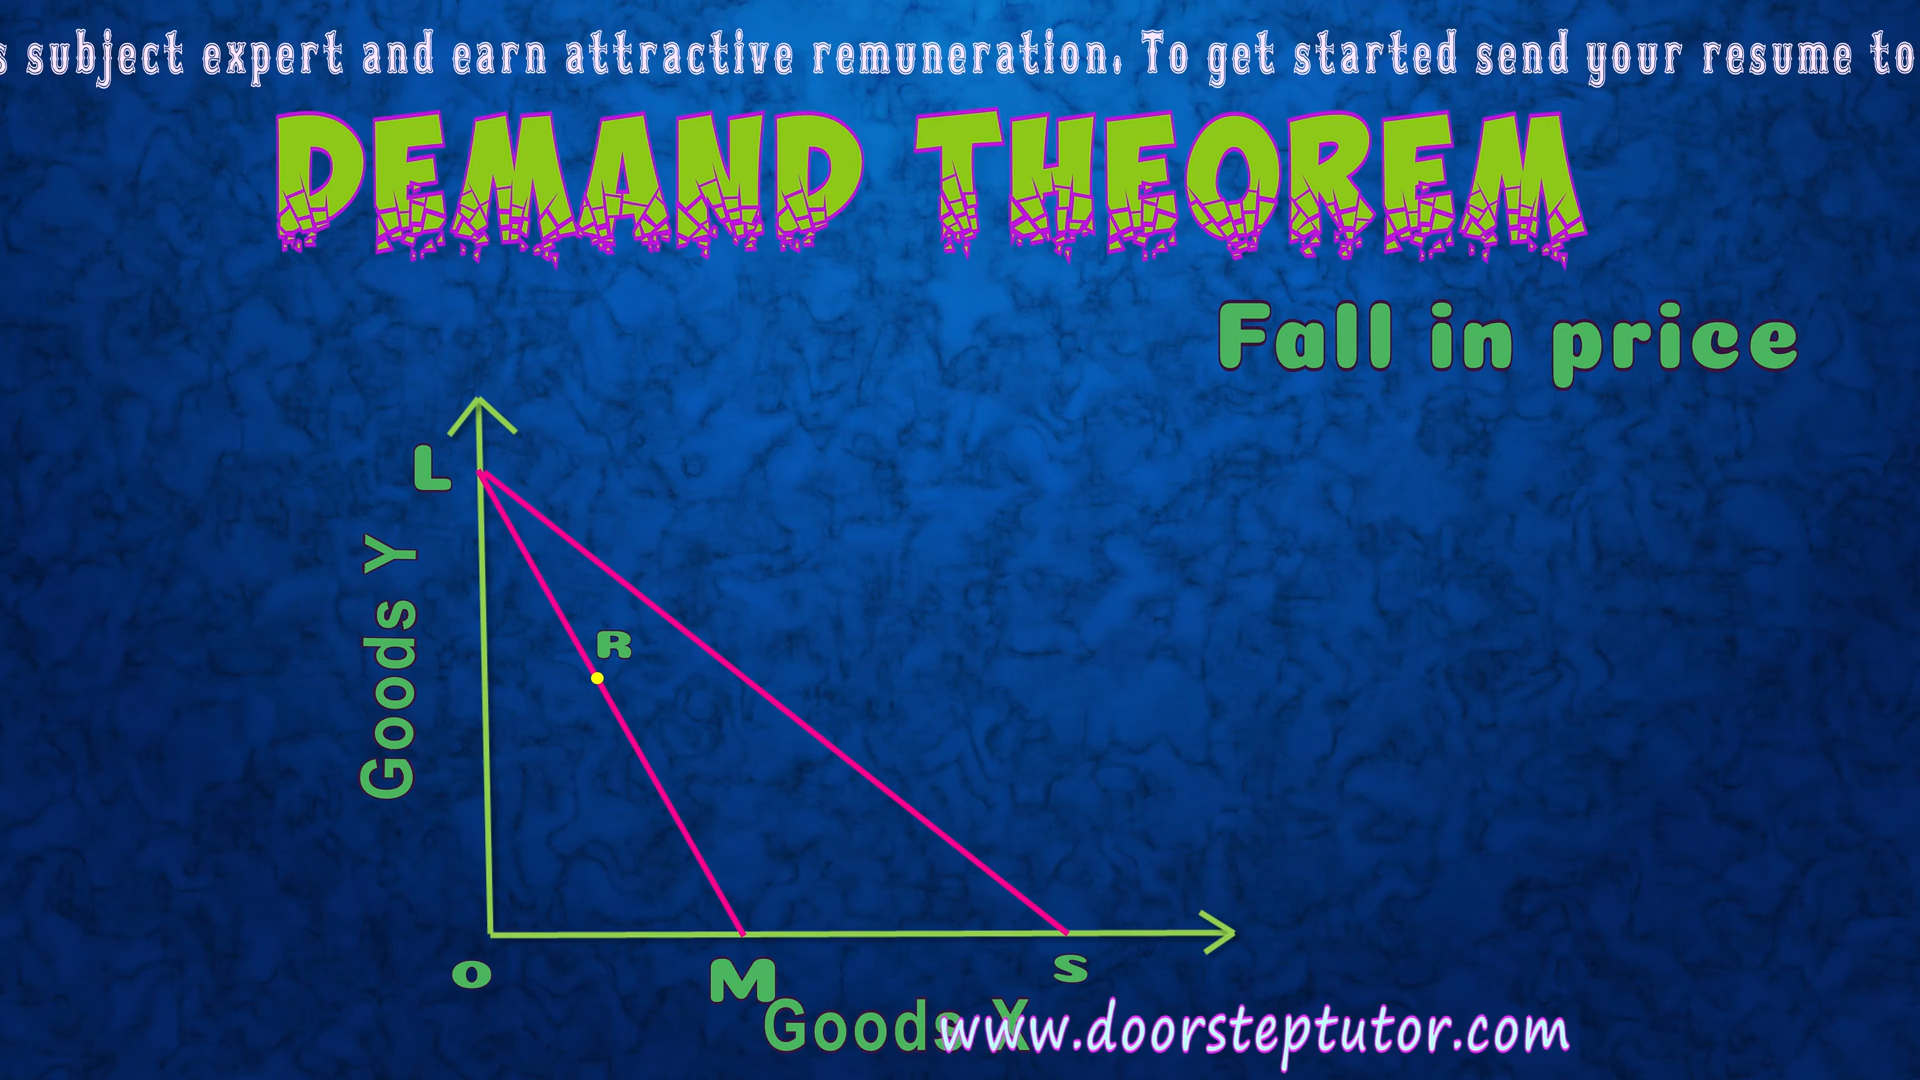 s subject expert and earn attractive remuneration. To get started send your resume to
DEMAND THEOREM
Fall in price
L
Goods Y
R
O
M
S
Goods X
www.doorsteptutor.com